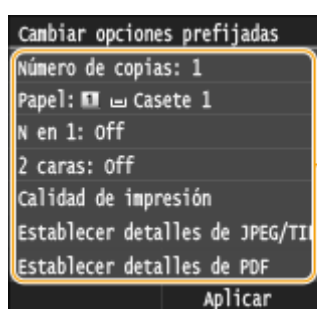 Cambiar opciones prefijadas
Número de copias: 1
Papel: 1 Casete 1
N en 1: Off
2 caras: Off
Calidad de impresión
Establecer detalles de JPEG/TI
Establecer detalles de PDF
Aplicar